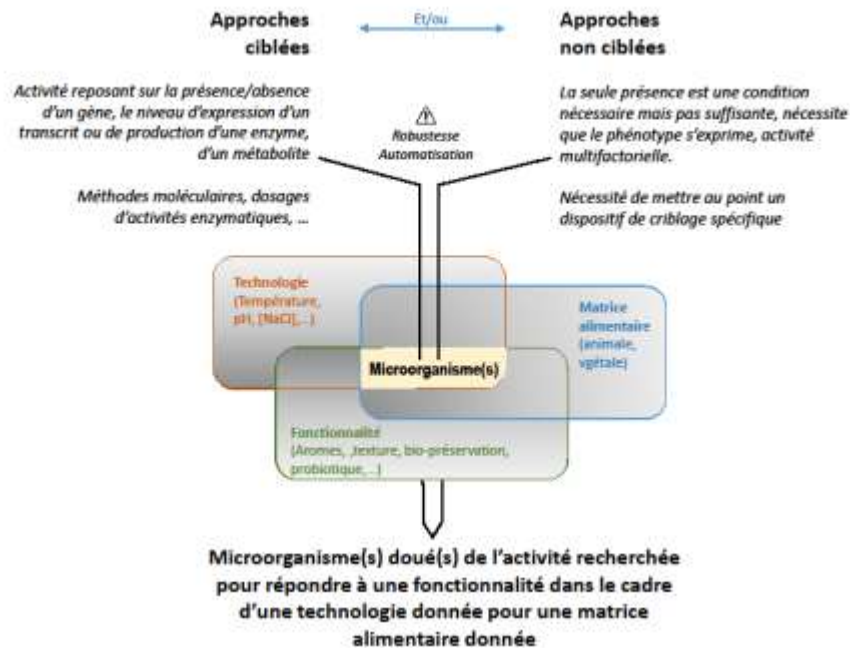 Approches
ciblées
Et/ou
Approches
non ciblées
Activité reposant sur la présence/absence
d'un gène, le niveau d'expression d'un
transcrit ou de production d'une enzyme,
d'un métabolite
Méthodes moléculaires, dosages
d'activités enzymatiques, ...
Robustesse
Automatisation
La seule présence est une condition
nécessaire mais pas suffisante, nécessite
que le phénotype s'exprime, activité
multifactorielle.
Nécessité de mettre au point un
dispositif de criblage spécifique
Technologie
(Température,
pH, [NaCl],...)
Matrice
alimentaire
(animale,
vgétale)
Microorganisme(s)
Fonctionnalité
(Aromes, ,texture, bio-préservation,
probiotique,...)
Microorganisme(s) doué(s) de l'activité recherchée
pour répondre à une fonctionnalité dans le cadre
d'une technologie donnée pour une matrice
alimentaire donnée